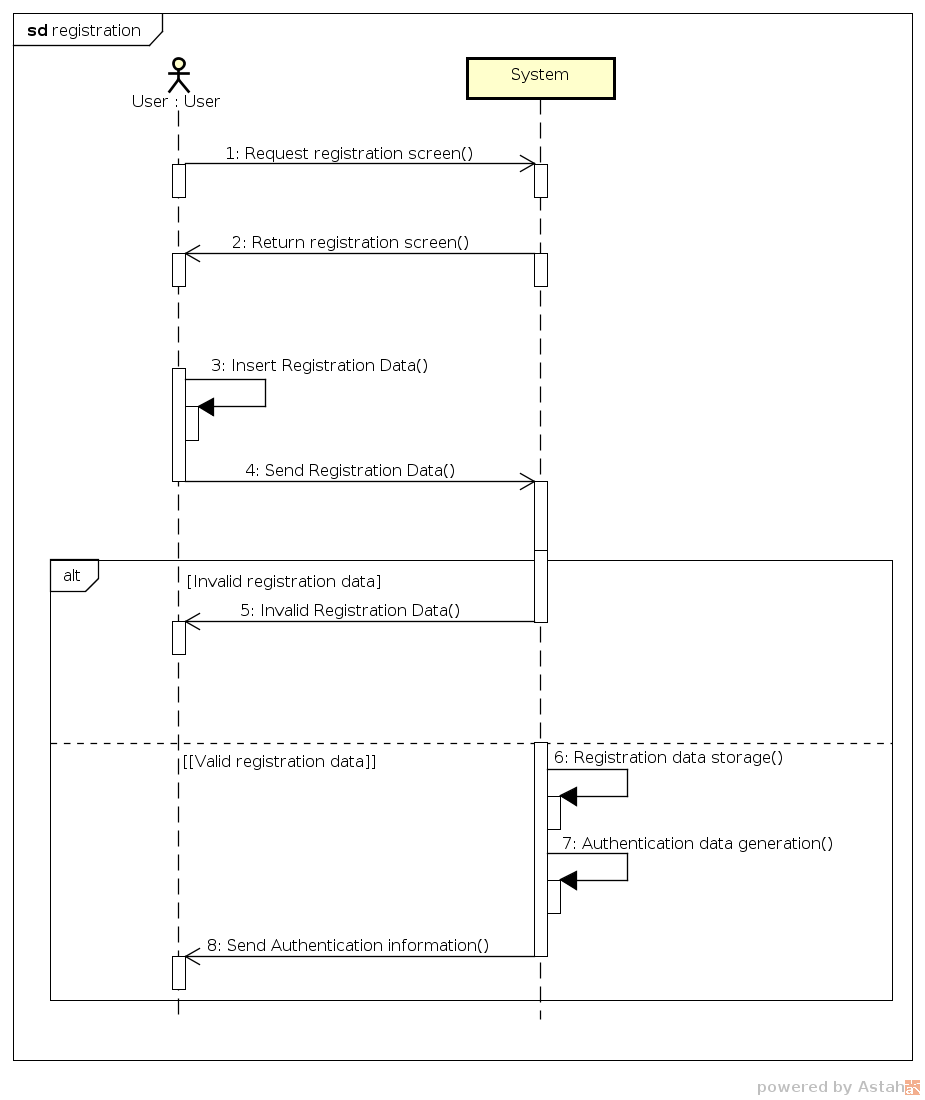 sd registration
User : User
System
1: Request registration screen()
2: Return registration screen()
3: Insert Registration Data()
4: Send Registration Data()
alt
[Invalid registration data]
5: Invalid Registration Data()
[[Valid registration data]]
6: Registration data storage()
7: Authentication data generation()
8: Send Authentication information()
powered by Astah